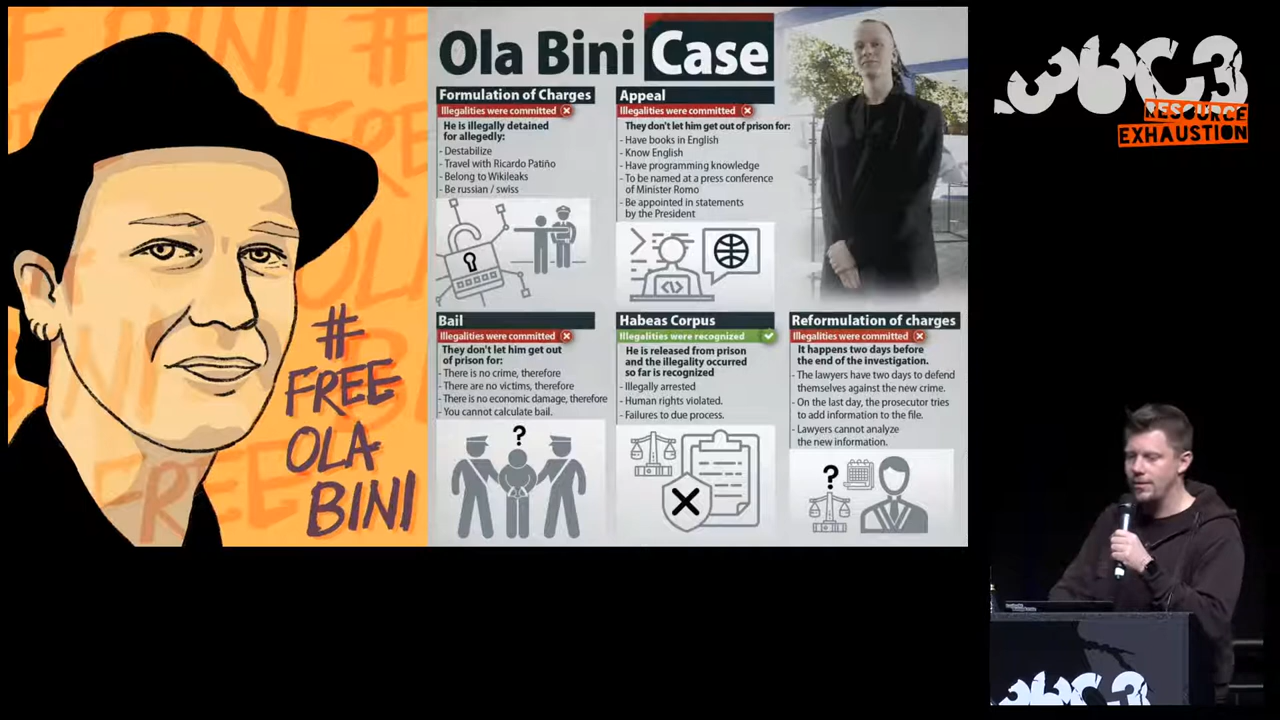 # FREE OLA BINI
Ola Bini Case
Formulation of Charges
Illegalities were committed
He is illegally detained
for allegedly:
- Destabilize
- Travel with Ricardo Patiño
- Belong to Wikileaks
- Be russian / swiss
Appeal
Illegalities were committed
They don't let him get out of prison for:
- Have books in English
- Know English
- Have programming knowledge
- To be named at a press conference
of Minister Romo
- Be appointed in statements
by the President
Bail
Illegalities were committed
They don't let him get out
of prison for:
- There is no crime, therefore
- There are no victims, therefore
- There is no economic damage, therefore
- You cannot calculate bail.
Habeas Corpus
Illegalities were recognized
He is released from prison
and the illegality occurred
so far is recognized
- Illegally arrested
- Human rights violated.
- Failures to due process.
Reformulation of charges
Illegalities were committed
It happens two days before
the end of the investigation.
- The lawyers have two days to defend
themselves against the new crime.
- On the last day, the prosecutor tries
to add information to the file.
- Lawyers cannot analyze
the new information.
#
FREE
OLA
BINI
36C3
RESOURCE
EXHAUSTION
36C3